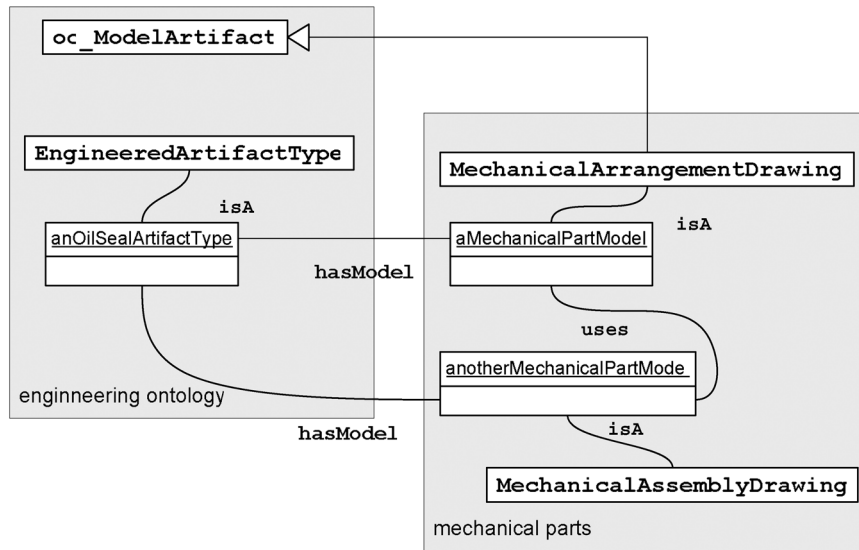 oc_ModelArtifact
EngineeredArtifactType
MechanicalArrangementDrawing
isA
isA
anOilSealArtifactType
aMechanicalPartModel
hasModel
uses
anotherMechanicalPartMode
enginneering ontology
hasModel
isA
MechanicalAssemblyDrawing
mechanical parts